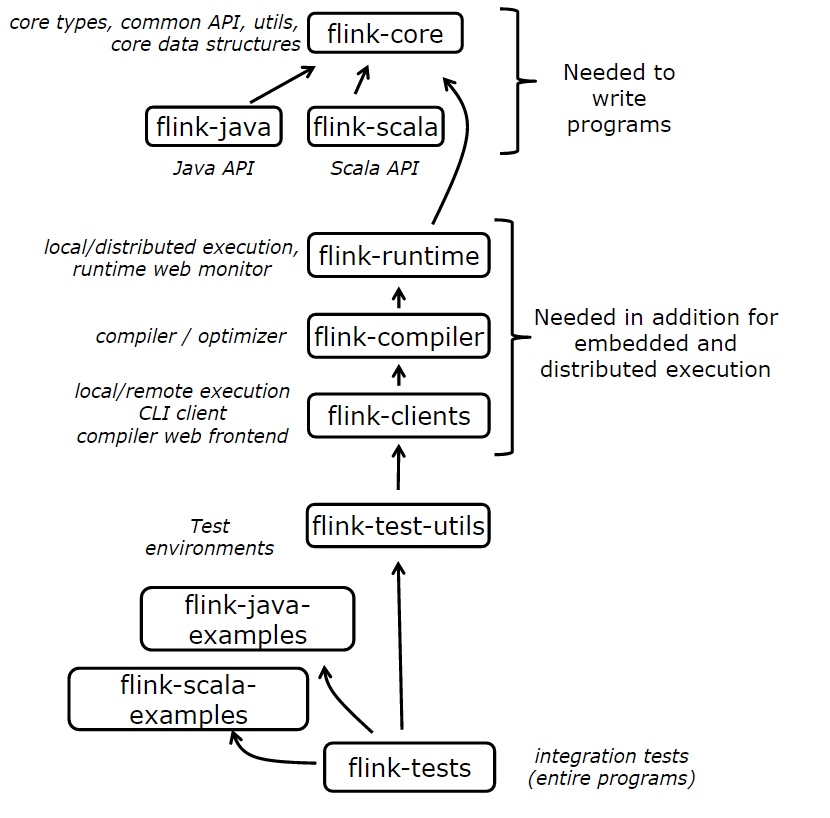 core types, common API, utils,
core data structures
flink-core
Needed to
write
programs
flink-java
flink-scala
Java API
Scala API
local/distributed execution,
runtime web monitor
flink-runtime
compiler / optimizer
flink-compiler
Needed in addition for
embedded and
distributed execution
local/remote execution
CLI client
compiler web frontend
flink-clients
Test
environments
flink-test-utils
flink-java-
examples
flink-scala-
examples
flink-tests
integration tests
(entire programs)